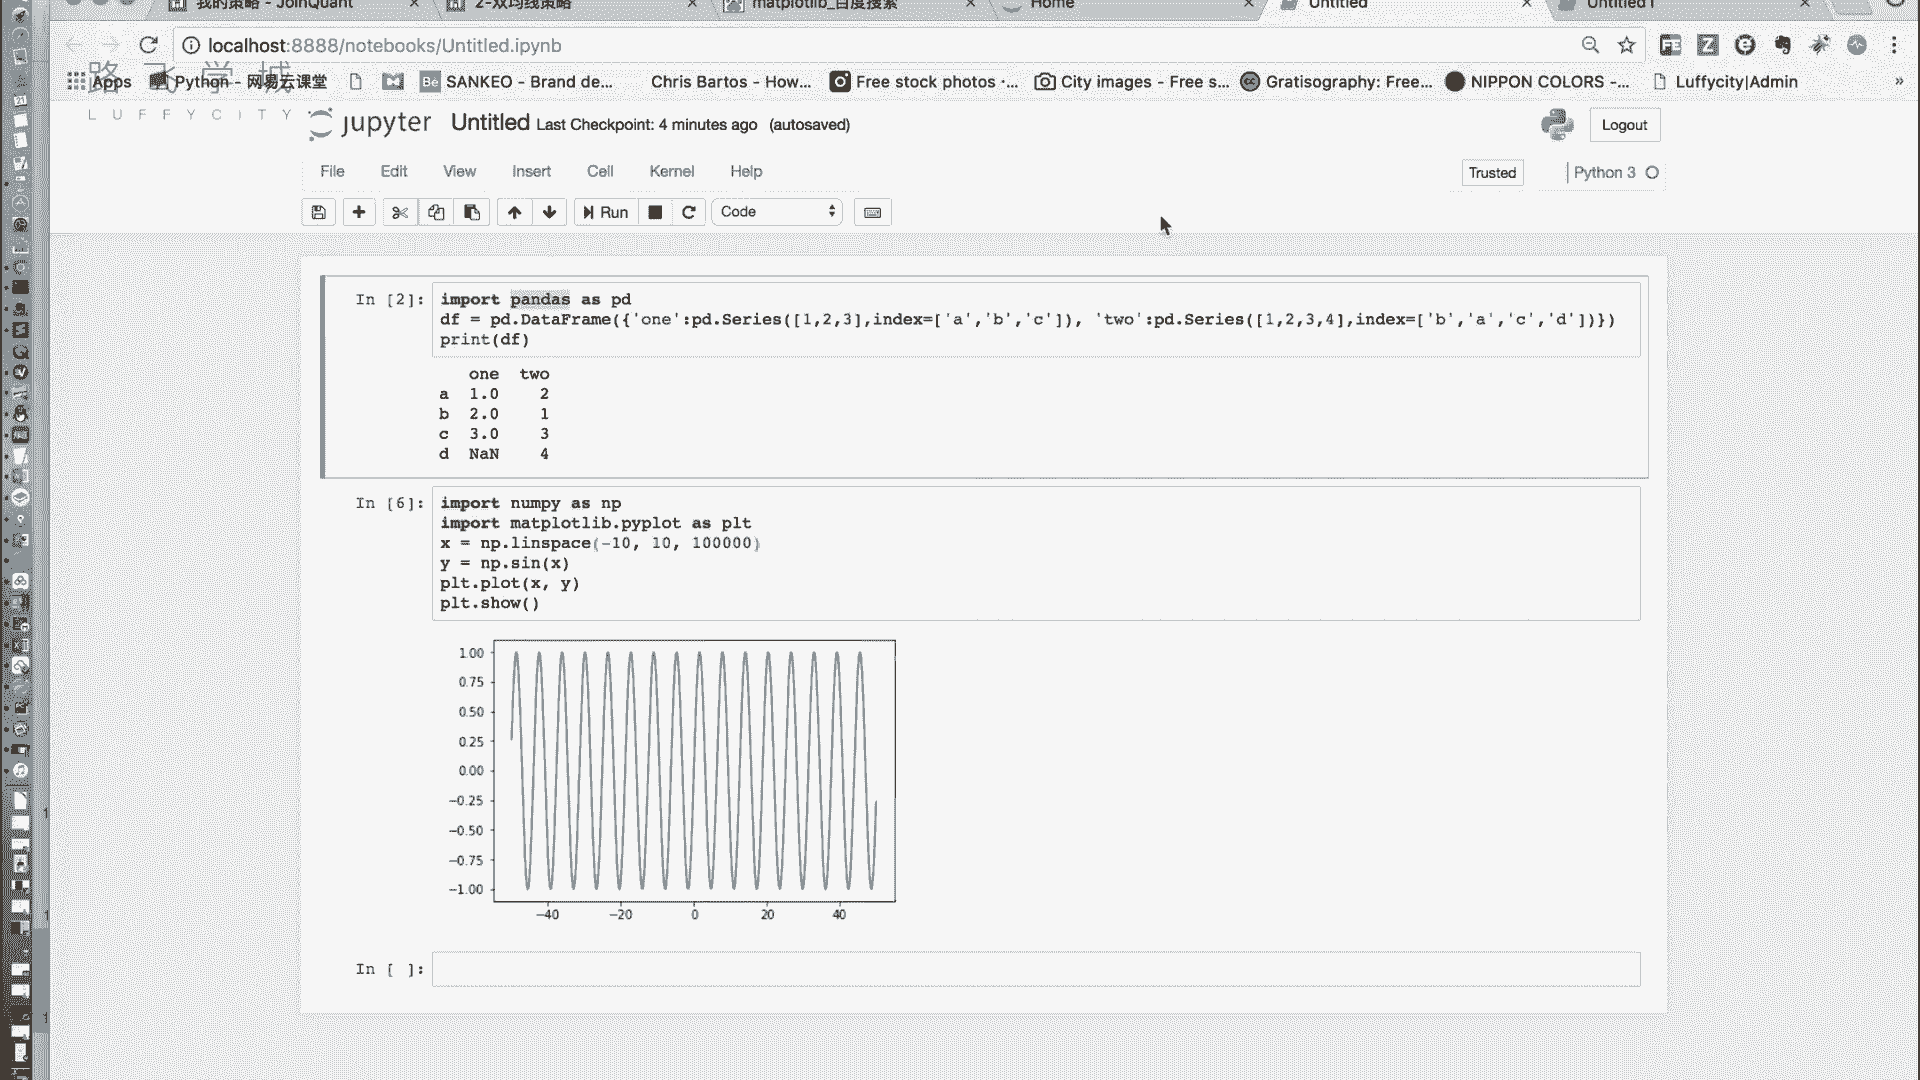 我的策略 - JoinQuant
2-双均线策略
matplotlib_百度搜索
Home
Untitled
Untitled1
localhost:8888/notebooks/Untitled.ipynb
Apps
Python - 网易云课堂
SANKEO - Brand de...
Chris Bartos - How...
Free stock photos ·...
City images - Free s...
Gratisography: Free...
NIPPON COLORS -...
Luffycity|Admin
»
路飞学城
LUFFYCITY
jupyter Untitled Last Checkpoint: 4 minutes ago (autosaved)
Logout
File Edit View Insert Cell Kernel Help
Trusted
Python 3
Run
Code
In [2]:
import pandas as pd
df = pd.DataFrame({'one':pd.Series([1,2,3],index=['a','b','c']), 'two':pd.Series([1,2,3,4],index=['b','a','c','d'])})
print(df)
one two
a 1.0 2
b 2.0 1
c 3.0 3
d NaN 4
In [6]:
import numpy as np
import matplotlib.pyplot as plt
x = np.linspace(-10, 10, 100000)
y = np.sin(x)
plt.plot(x, y)
plt.show()
1.00
0.75
0.50
0.25
0.00
−0.25
−0.50
−0.75
−1.00
−40 −20 0 20 40
In [ ]: